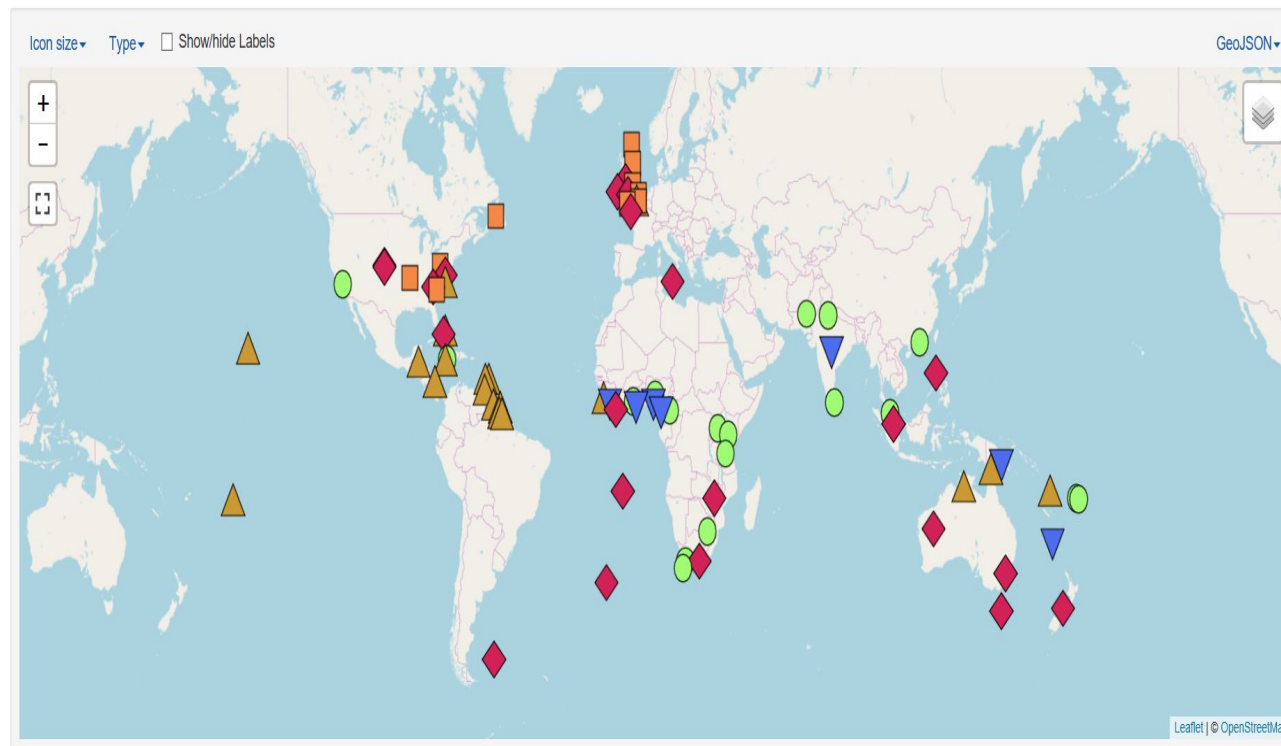 Icon size Type Show/hide Labels GeoJSON
+
−
Leaflet | © OpenStreetMa